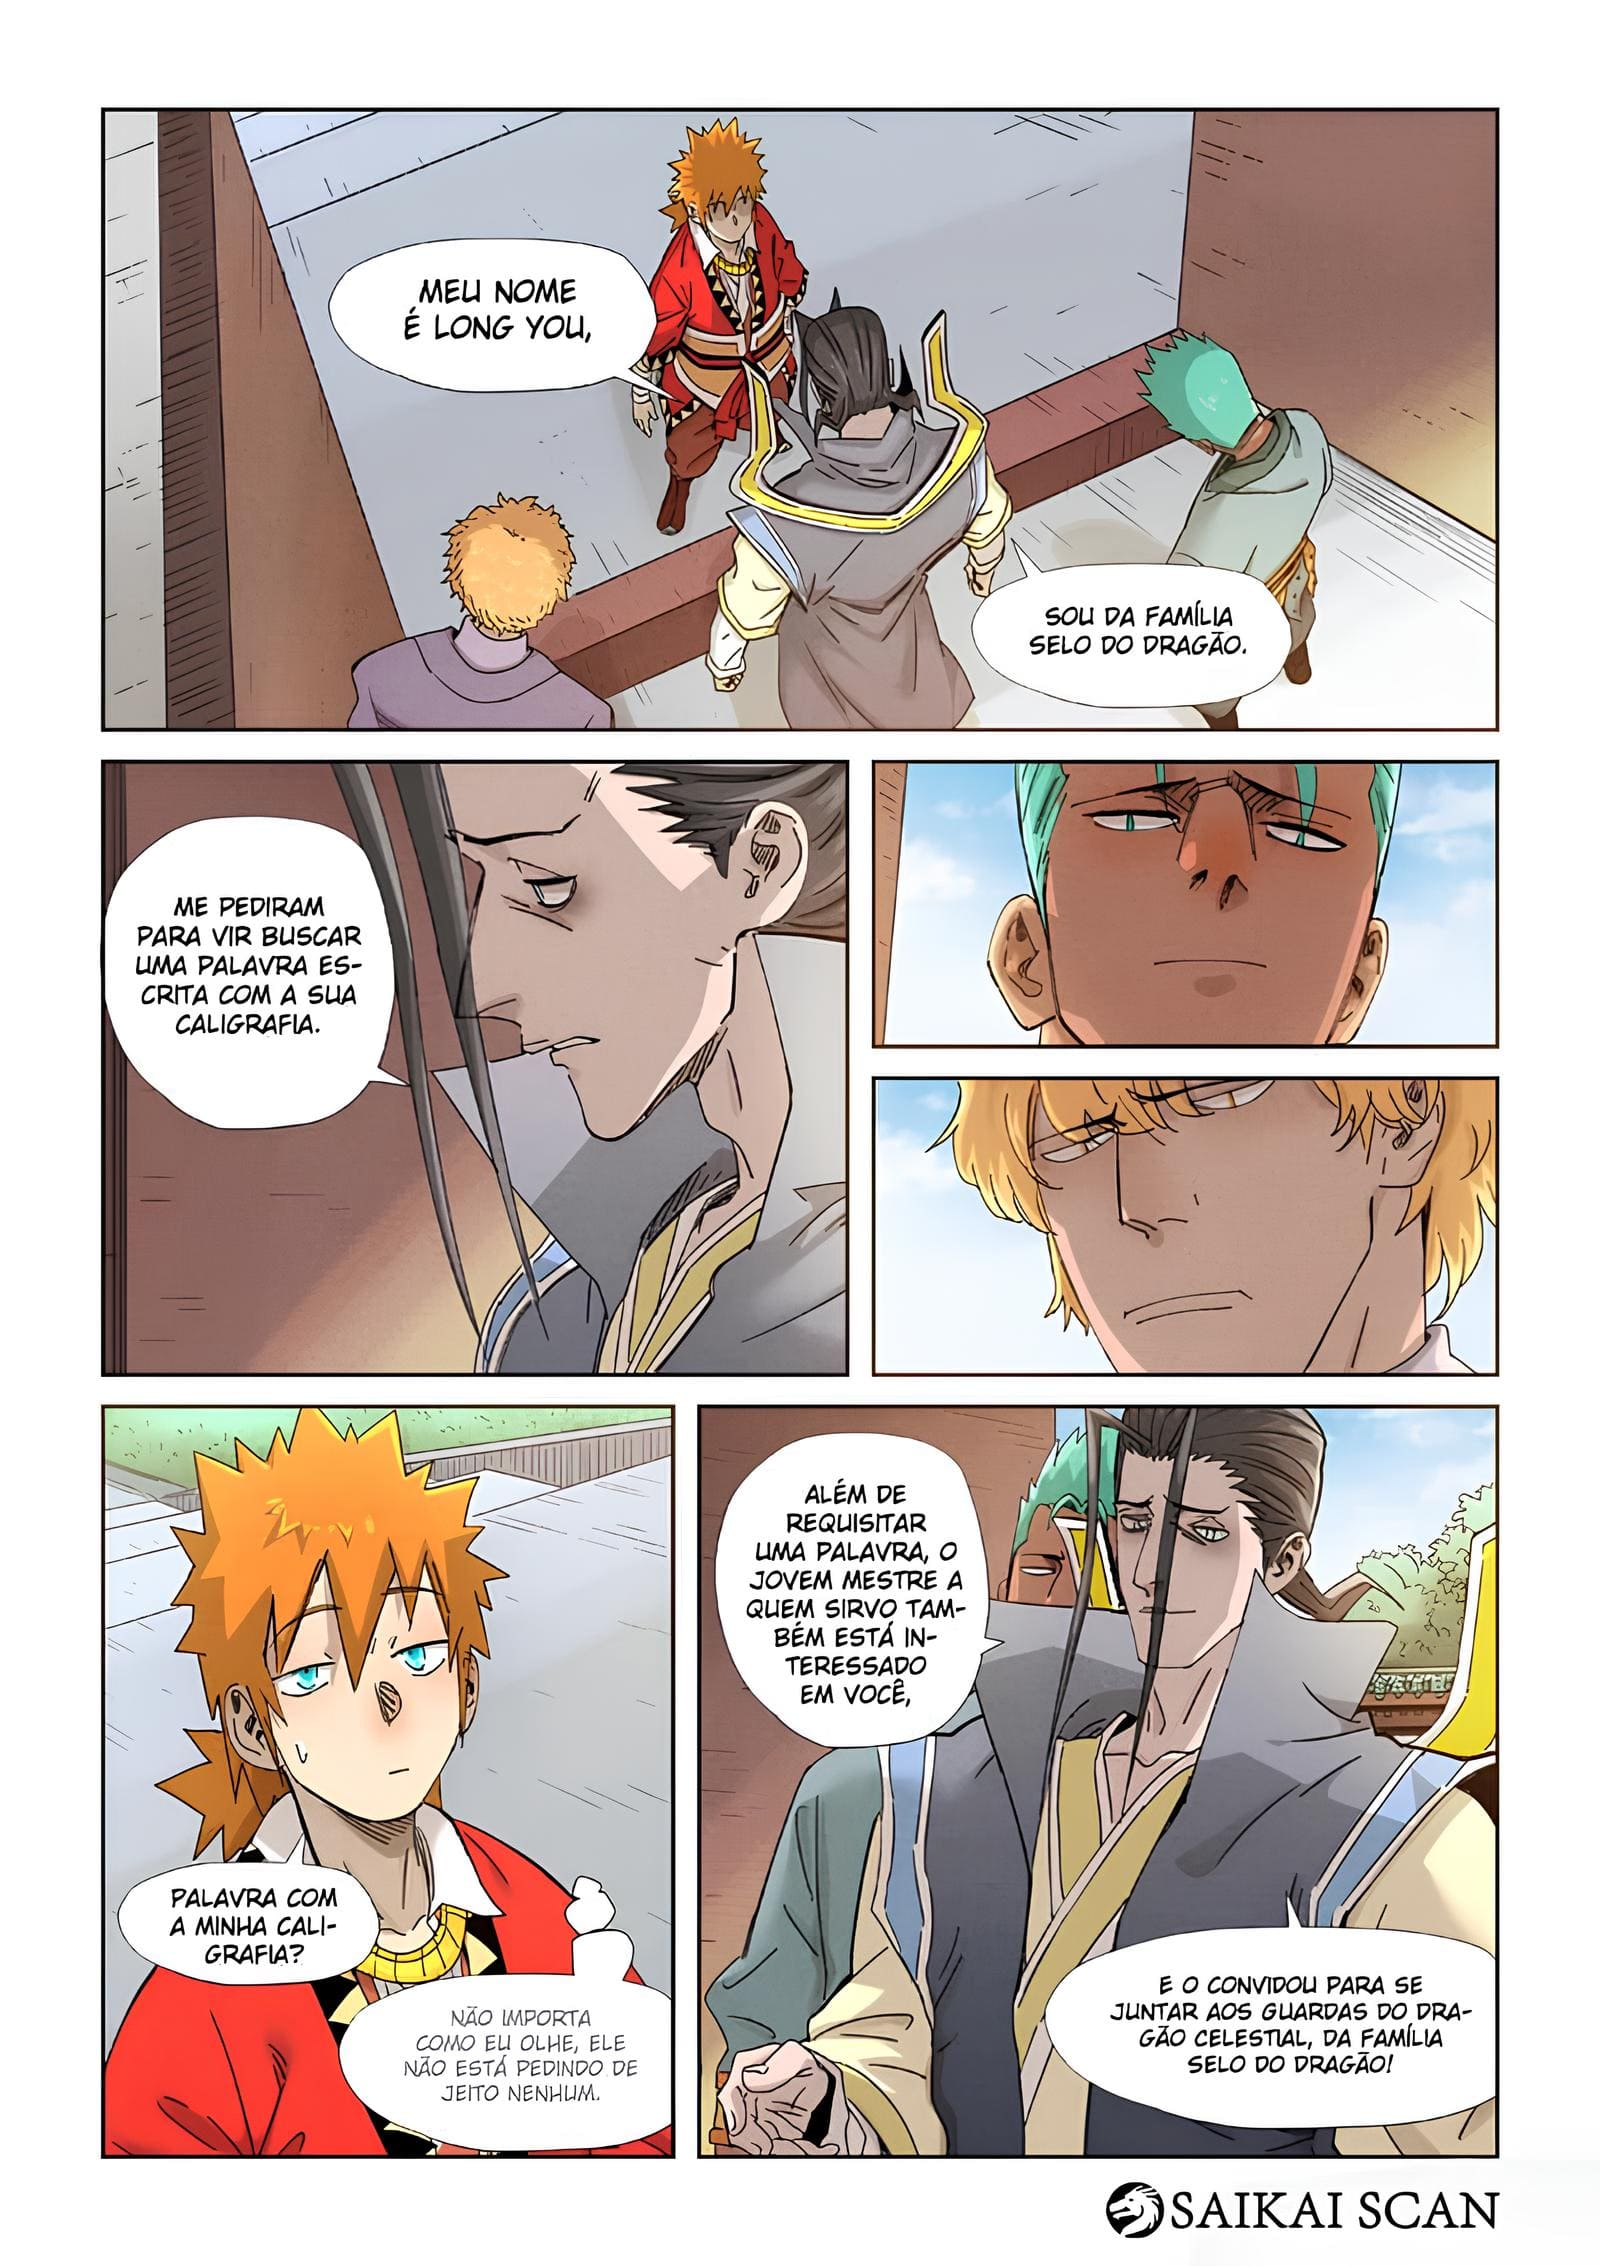 MEU NOME
É LONG YOU,
SOU DA FAMÍLIA
SELO DO DRAGÃO.
ME PEDIRAM
PARA VIR BUSCAR
UMA PALAVRA ES-
CRITA COM A SUA
CALIGRAFIA.
PALAVRA COM
A MINHA CALI-
GRAFIA?
NÃO IMPORTA
COMO EU OLHE, ELE
NÃO ESTÁ PEDINDO DE
JEITO NENHUM.
ALÉM DE
REQUISITAR
UMA PALAVRA, O
JOVEM MESTRE A
QUEM SIRVO TAM-
BÉM ESTÁ IN-
TERESSADO
EM VOCÊ,
E O CONVIDOU PARA SE
JUNTAR AOS GUARDAS DO DRA-
GÃO CELESTIAL, DA FAMÍLIA
SELO DO DRAGÃO!
SAIKAI SCAN